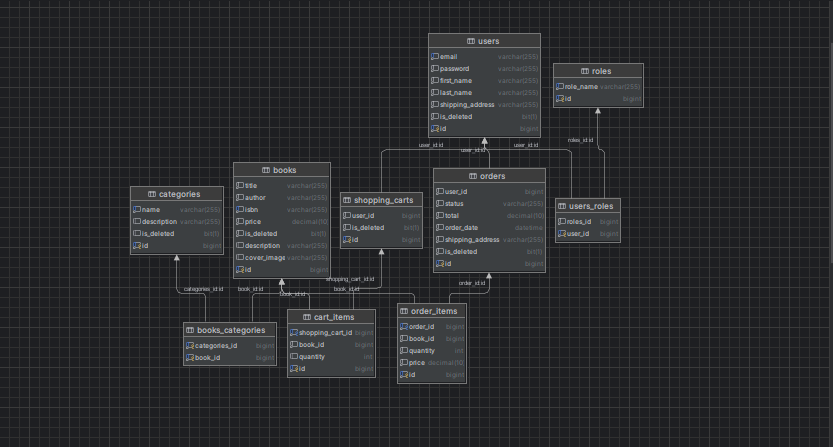 users
email varchar(255)
password varchar(255)
first_name varchar(255)
last_name varchar(255)
shipping_address varchar(255)
is_deleted bit(1)
id bigint
roles
role_name varchar(255)
id bigint
user_id:id
user_id:id
user_id:id
roles_id:id
categories
name varchar(255)
description varchar(255)
is_deleted bit(1)
id bigint
books
title varchar(255)
author varchar(255)
isbn varchar(255)
price decimal(10)
is_deleted bit(1)
description varchar(255)
cover_image varchar(255)
id bigint
shopping_carts
user_id bigint
is_deleted bit(1)
id bigint
orders
user_id bigint
status varchar(255)
total decimal(10)
order_date datetime
shipping_address varchar(255)
is_deleted bit(1)
id bigint
users_roles
roles_id bigint
user_id bigint
shopping_cart_id:id
order_id:id
categories_id:id
book_id:id
book_id:id
book_id:id
books_categories
categories_id bigint
book_id bigint
cart_items
shopping_cart_id bigint
book_id bigint
quantity int
id bigint
order_items
order_id bigint
book_id bigint
quantity int
price decimal(10)
id bigint